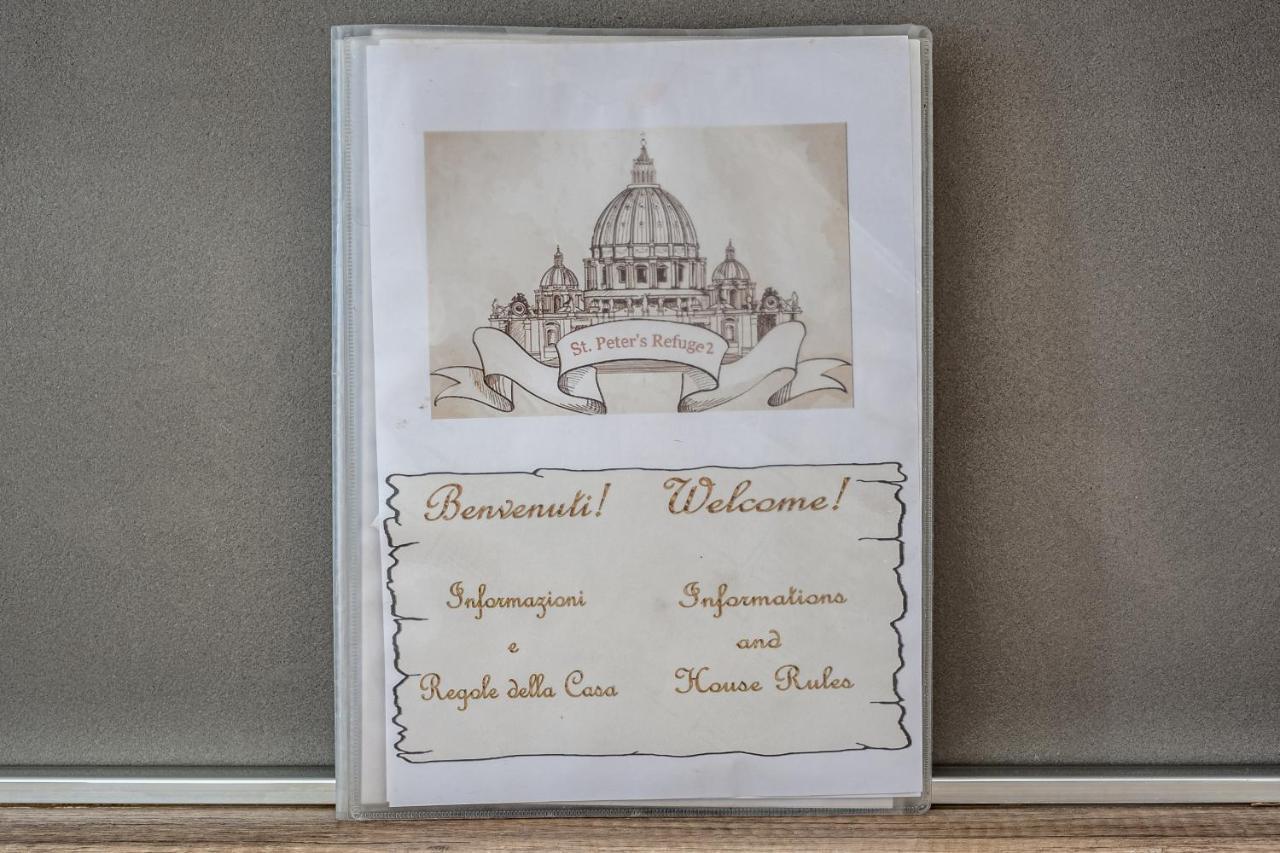 St. Peter's Refuge 2
Benvenuti!
Informazioni
e
Regole della Casa
Welcome!
Informations
and
House Rules